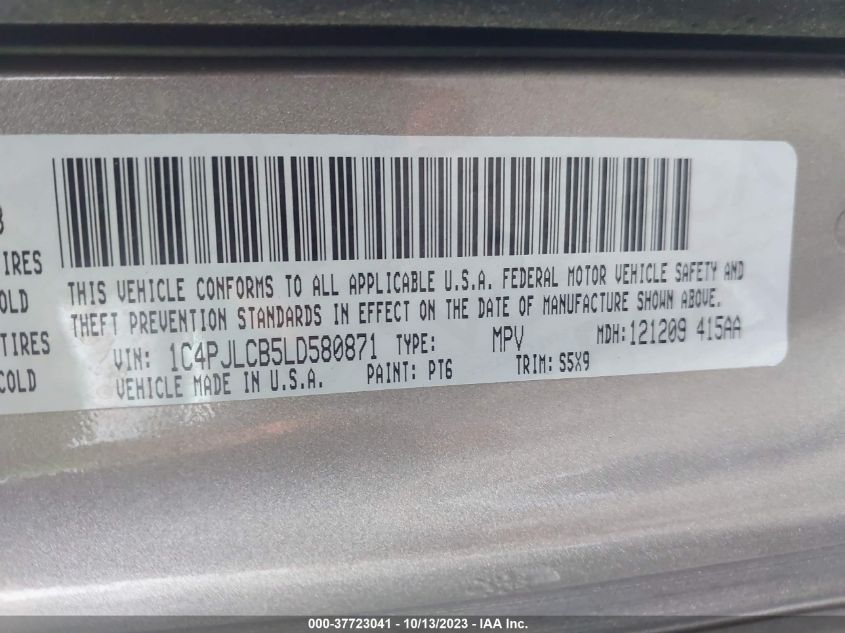 8
IRES
OLD
TIRES
COLD
THIS VEHICLE CONFORMS TO ALL APPLICABLE U.S.A. FEDERAL MOTOR VEHICLE SAFETY AND
THEFT PREVENTION STANDARDS IN EFFECT ON THE DATE OF MANUFACTURE SHOWN ABOVE.
VIN: 1C4PJLCB5LD580871 TYPE: MPV MDH: 121209 415AA
VEHICLE MADE IN U.S.A. PAINT: PT6 TRIM: S5X9
000-37723041 - 10/13/2023 - IAA Inc.